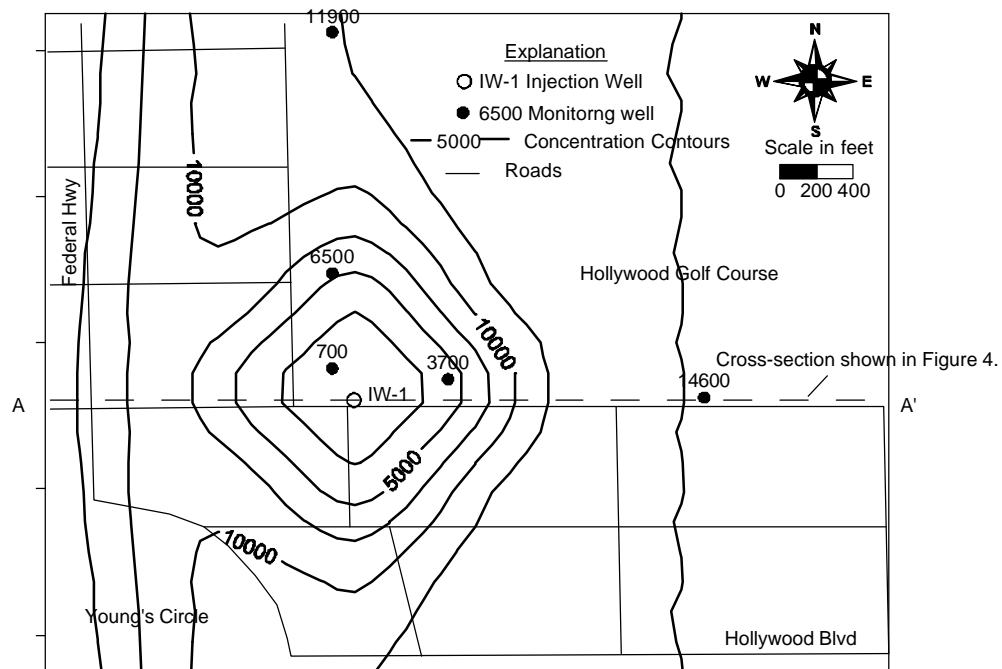 11900
Explanation
IW-1 Injection Well
6500 Monitorng well
5000 Concentration Contours
Roads
N
W E
S
Scale in feet
0 200 400
10000
Federal Hwy
6500
Hollywood Golf Course
10000
700
3700
Cross-section shown in Figure 4.
14600
A
IW-1
A'
5000
10000
Young's Circle
Hollywood Blvd